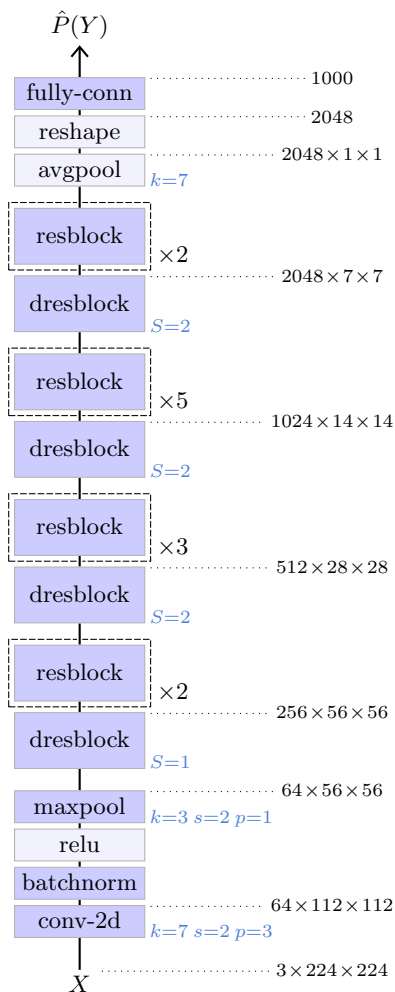 P̂(Y)
1000
fully-conn
2048
reshape
2048×1×1
avgpool
k=7
resblock
×2
2048×7×7
dresblock
S=2
resblock
×5
1024×14×14
dresblock
S=2
resblock
×3
512×28×28
dresblock
S=2
resblock
×2
256×56×56
dresblock
S=1
64×56×56
maxpool
k=3 s=2 p=1
relu
batchnorm
64×112×112
conv-2d
k=7 s=2 p=3
3×224×224
X